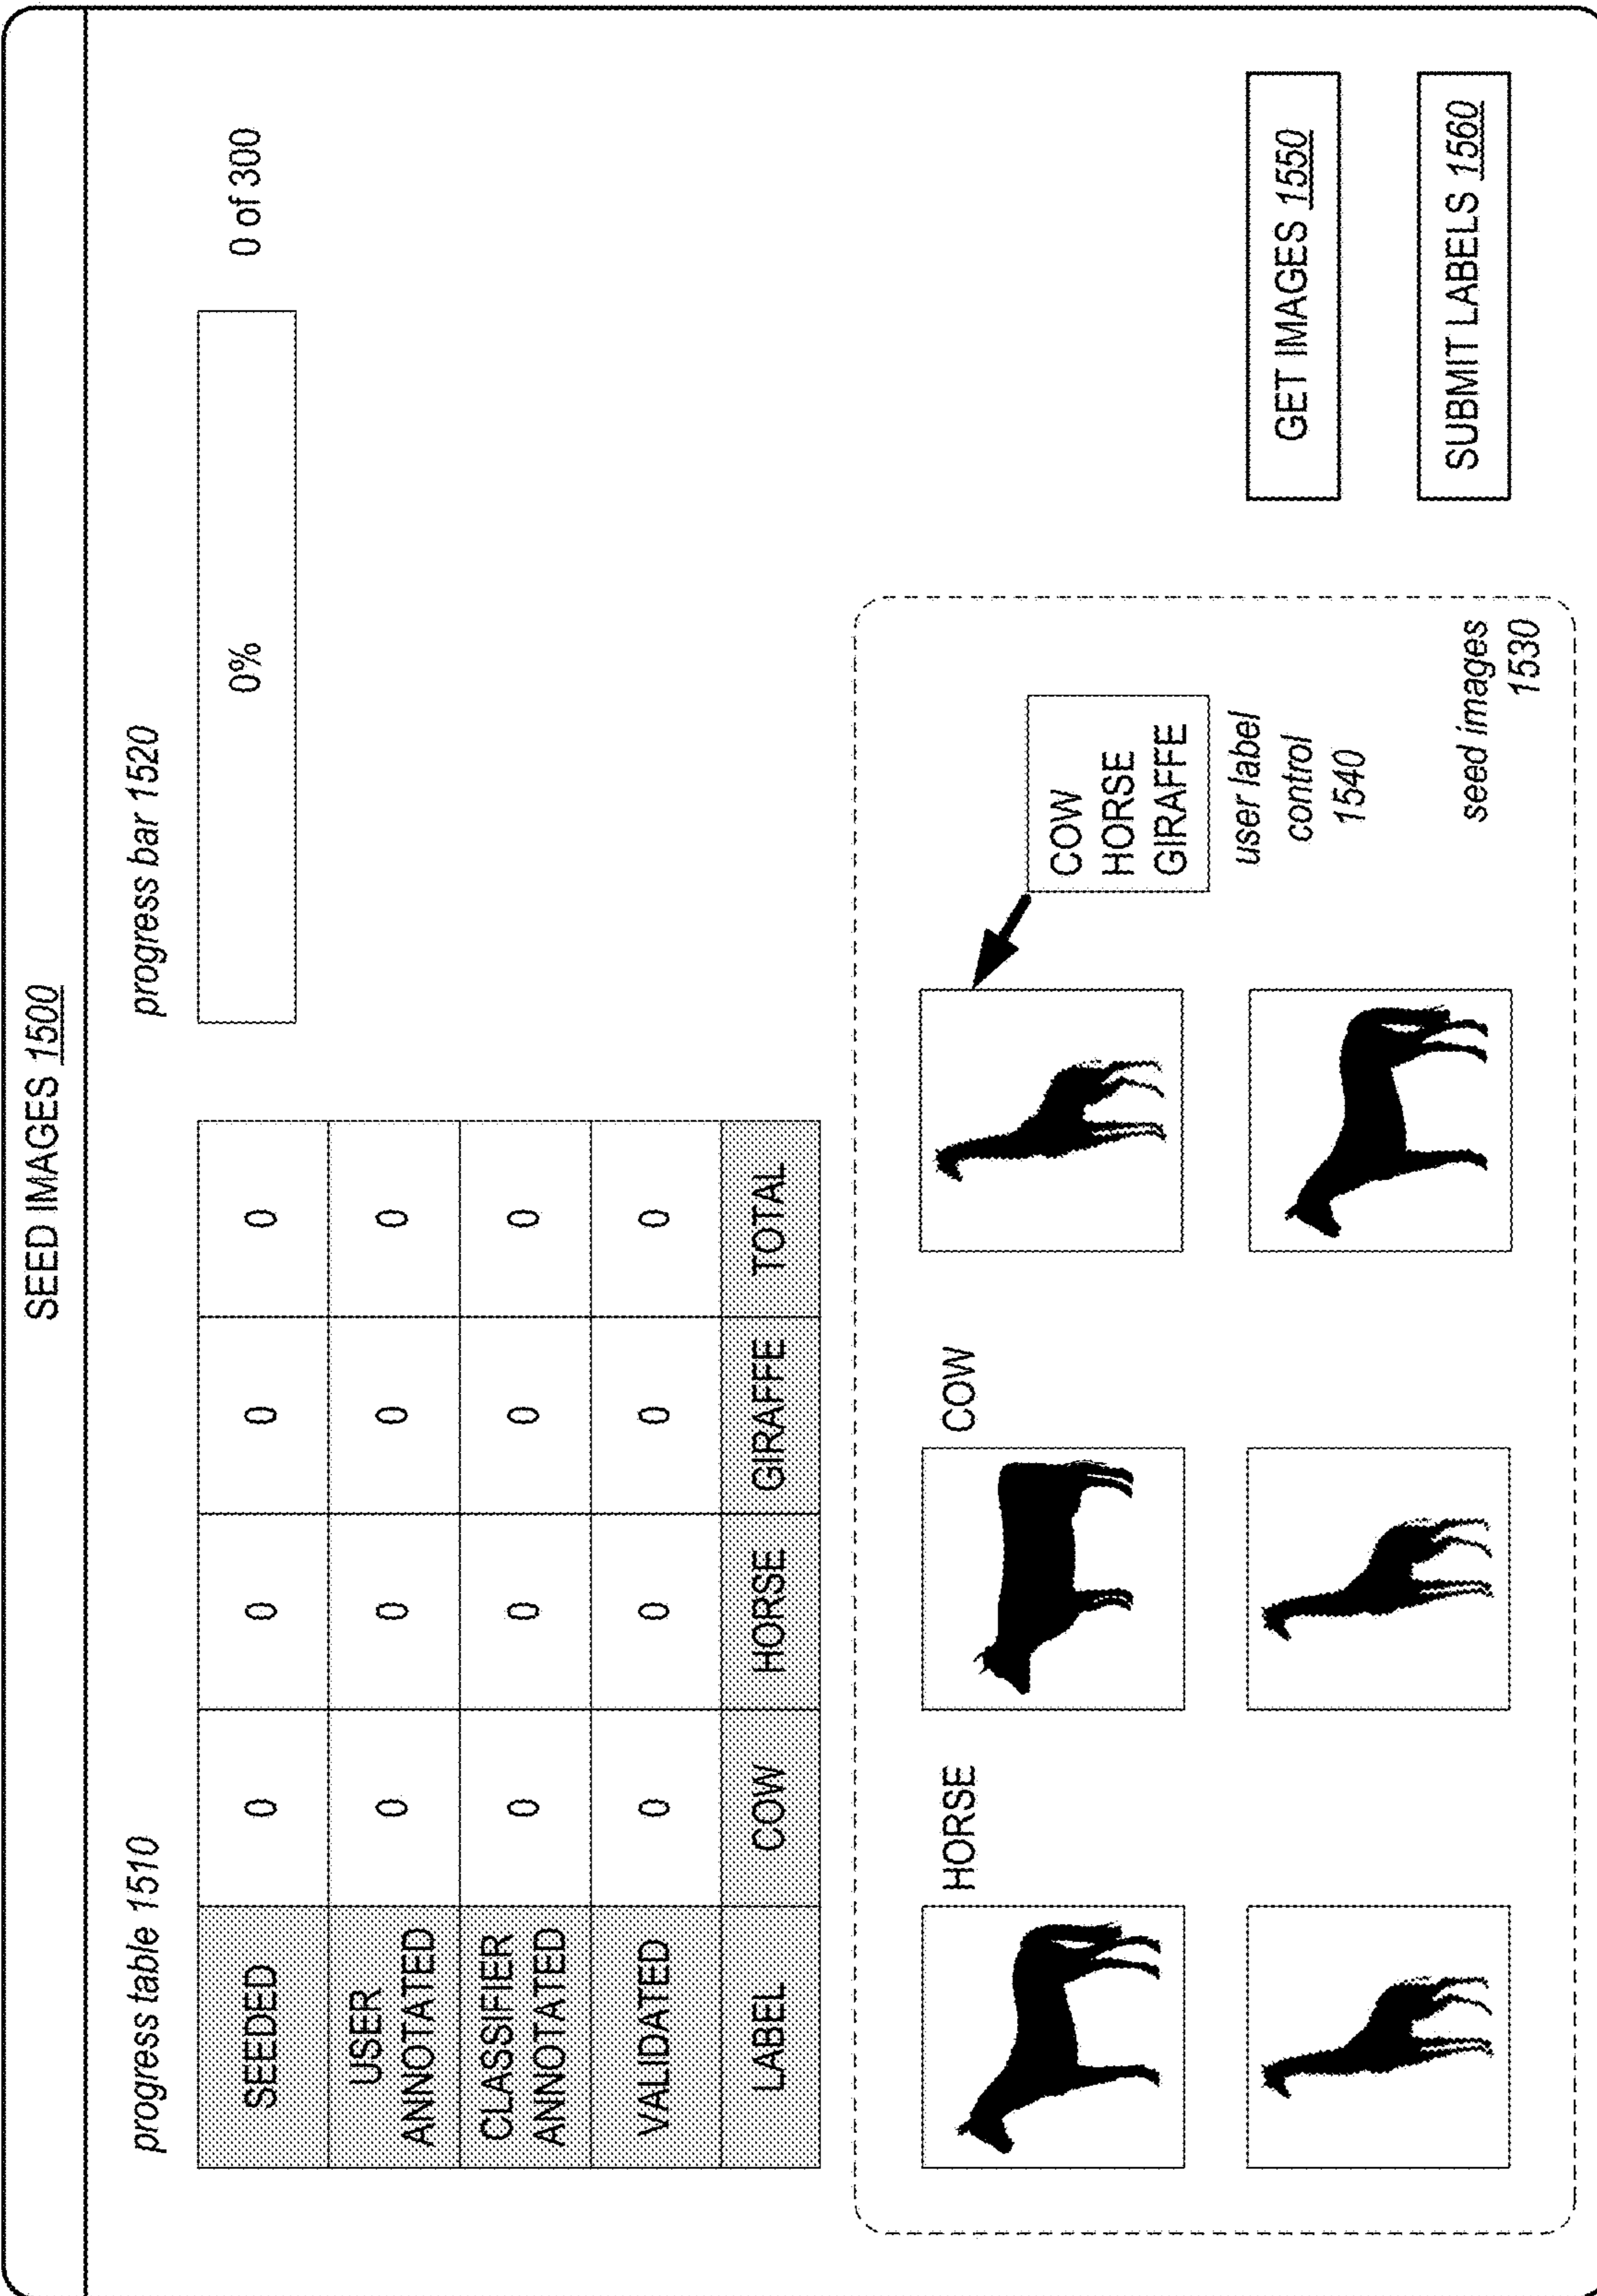 SEED IMAGES 1500
progress table 1510
progress bar 1520
SEEDED 0 0 0 0
USER
ANNOTATED 0 0 0 0
CLASSIFIER
ANNOTATED 0 0 0 0
VALIDATED 0 0 0 0
LABEL COW HORSE GIRAFFE TOTAL
0%
0 of 300
HORSE
COW
COW
HORSE
GIRAFFE
user label
control
1540
seed images
1530
GET IMAGES 1550
SUBMIT LABELS 1560